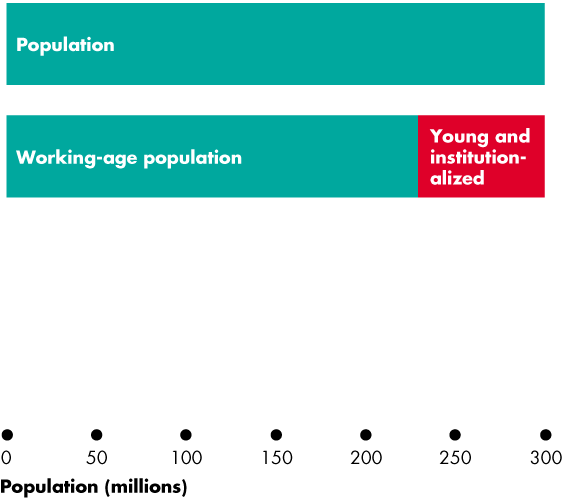 Population
Working-age population
Young and
institution-
alized
0 50 100 150 200 250 300
Population (millions)